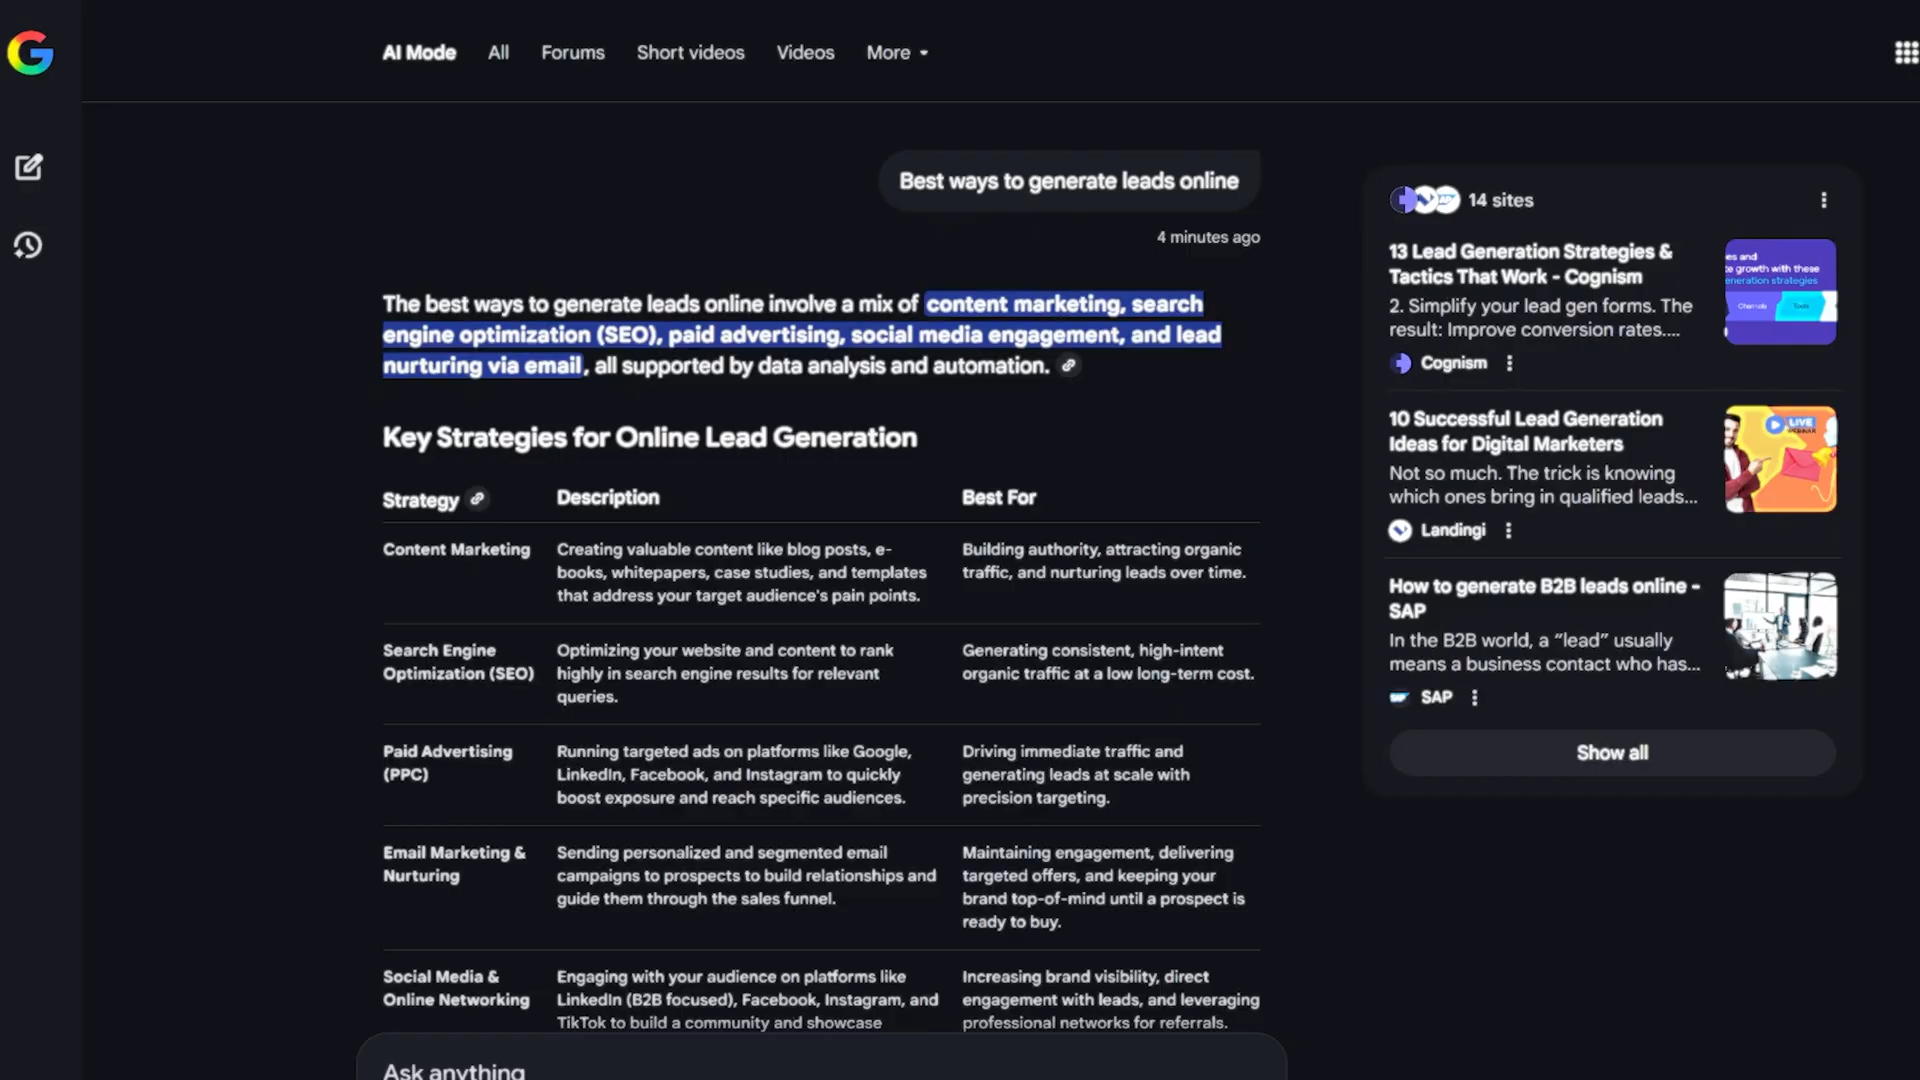 AI Mode All Forums Short videos Videos More
Best ways to generate leads online
4 minutes ago
The best ways to generate leads online involve a mix of content marketing, search
engine optimization (SEO), paid advertising, social media engagement, and lead
nurturing via email, all supported by data analysis and automation.
Key Strategies for Online Lead Generation
Strategy Description Best For
Content Marketing
Creating valuable content like blog posts, e-
books, whitepapers, case studies, and templates
that address your target audience's pain points.
Building authority, attracting organic
traffic, and nurturing leads over time.
Search Engine
Optimization (SEO)
Optimizing your website and content to rank
highly in search engine results for relevant
queries.
Generating consistent, high-intent
organic traffic at a low long-term cost.
Paid Advertising
(PPC)
Running targeted ads on platforms like Google,
LinkedIn, Facebook, and Instagram to quickly
boost exposure and reach specific audiences.
Driving immediate traffic and
generating leads at scale with
precision targeting.
Email Marketing &
Nurturing
Sending personalized and segmented email
campaigns to prospects to build relationships and
guide them through the sales funnel.
Maintaining engagement, delivering
targeted offers, and keeping your
brand top-of-mind until a prospect is
ready to buy.
Social Media &
Online Networking
Engaging with your audience on platforms like
LinkedIn (B2B focused), Facebook, Instagram, and
TikTok to build a community and showcase
Increasing brand visibility, direct
engagement with leads, and leveraging
professional networks for referrals.
Ask anything
14 sites
13 Lead Generation Strategies &
Tactics That Work - Cognism
2. Simplify your lead gen forms. The
result: Improve conversion rates....
Cognism
es and
te growth with these
eneration strategies
Channels Tools
10 Successful Lead Generation
Ideas for Digital Marketers
Not so much. The trick is knowing
which ones bring in qualified leads...
Landingi
LIVE
WEBINAR
How to generate B2B leads online -
SAP
In the B2B world, a “lead” usually
means a business contact who has...
SAP
Show all